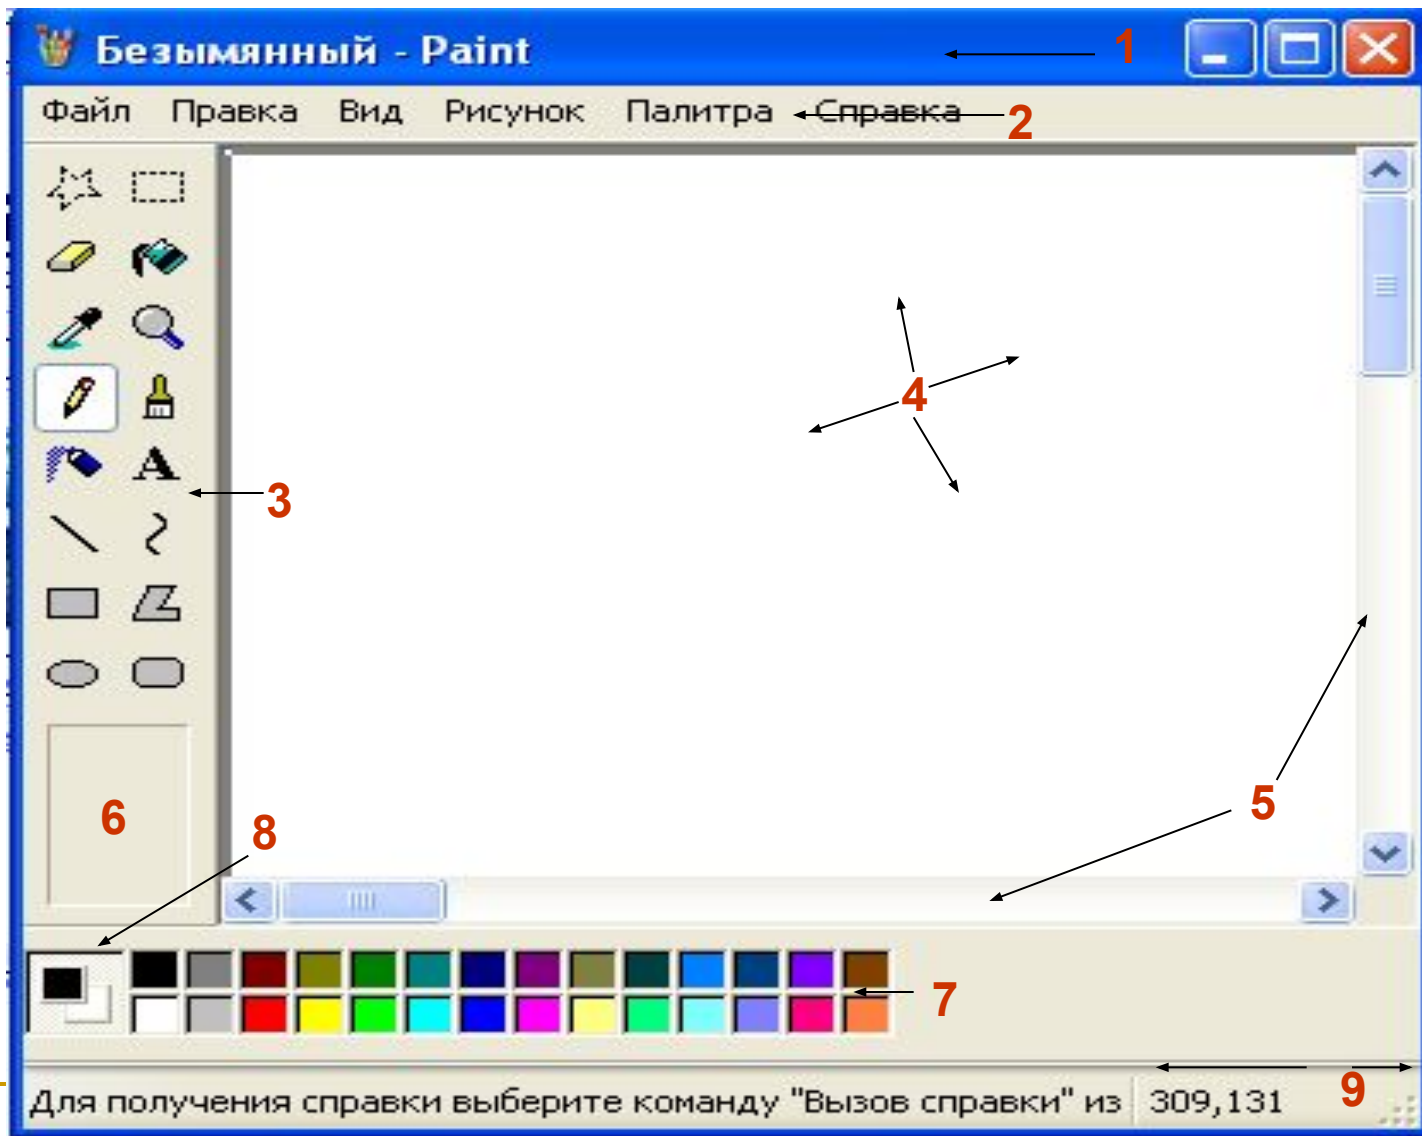 Безымянный - Paint 1
Файл Правка Вид Рисунок Палитра Справка 2
4
A
3
5
6
8
7
9
Для получения справки выберите команду "Вызов справки" из 309,131